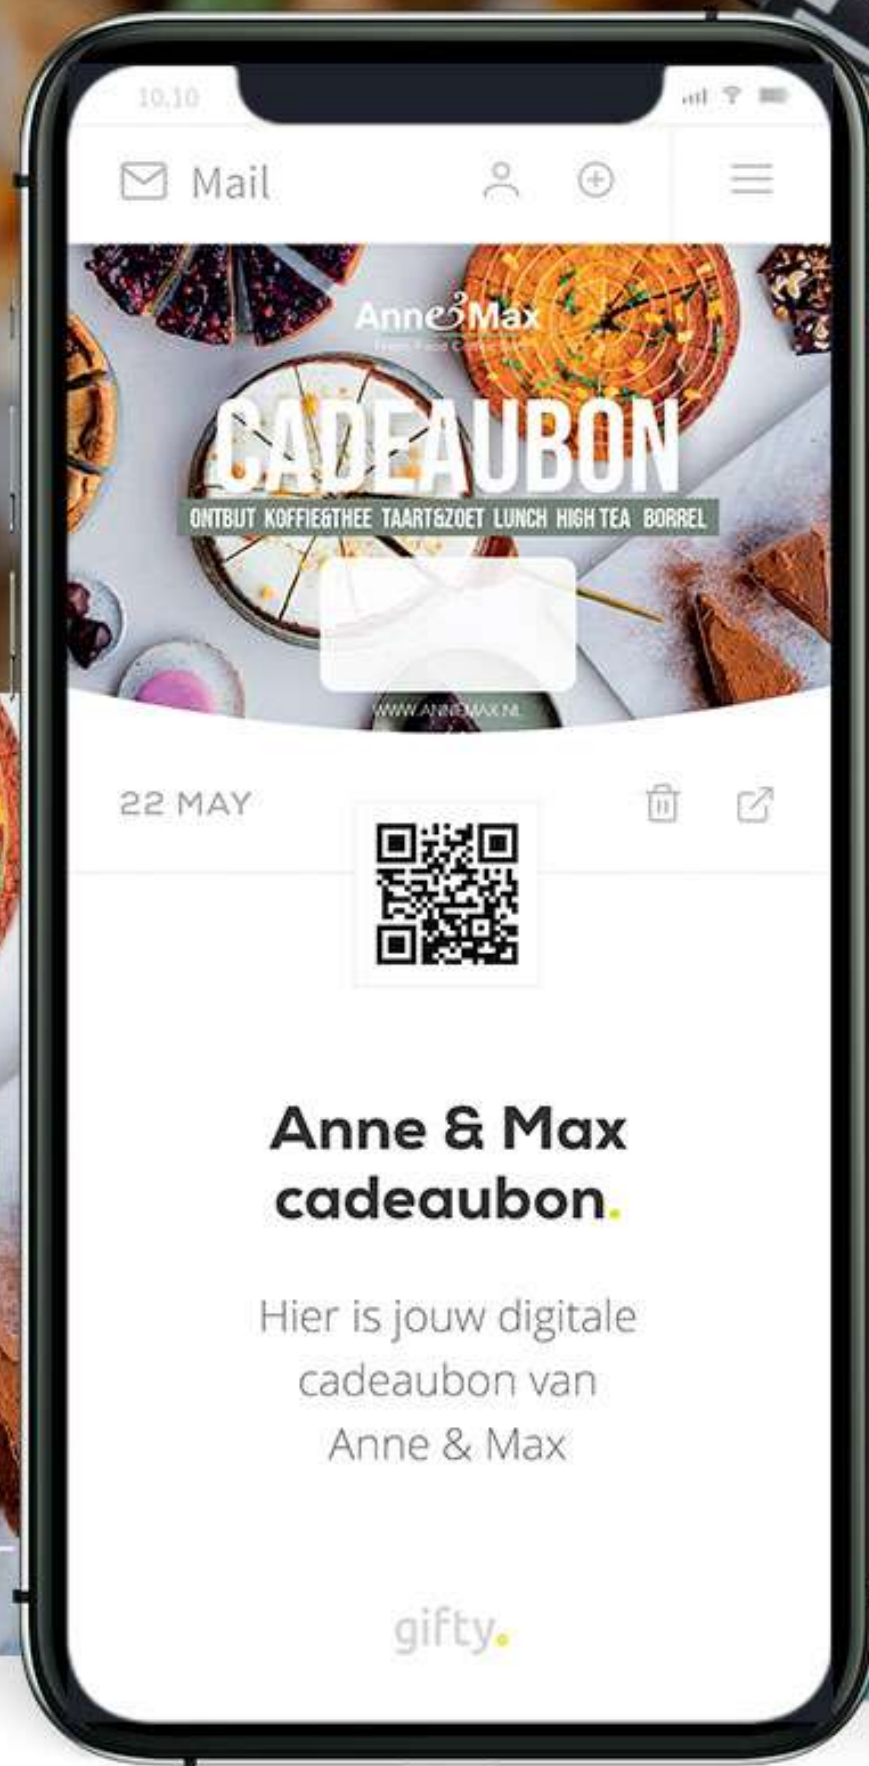 10.10
Mail
Anne & Max
CADEAUBON
ONTBIJT KOFFIE&THEE TAART&ZOET LUNCH HIGH TEA BORREL
WWW.ANNEMAX.NL
22 MAY
Anne & Max
cadeaubon.
Hier is jouw digitale
cadeaubon van
Anne & Max
gifty.